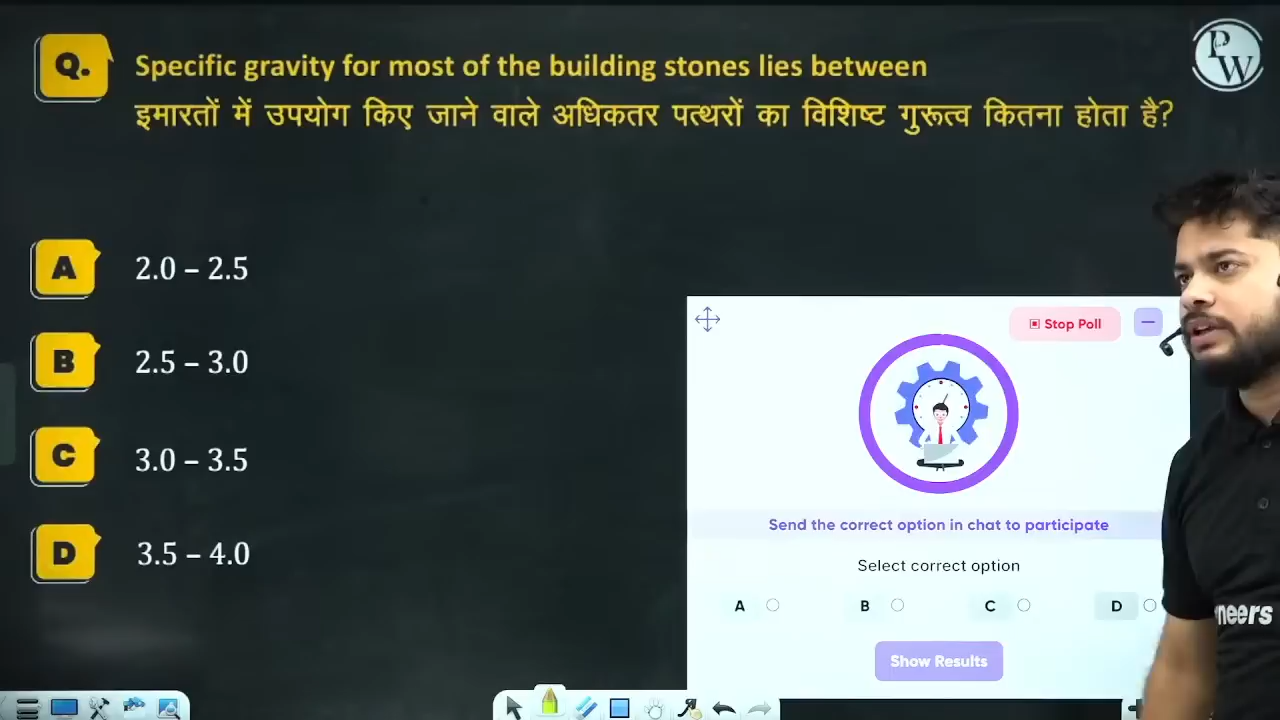 Q.
Specific gravity for most of the building stones lies between
इमारतों में उपयोग किए जाने वाले अधिकतर पत्थरों का विशिष्ट गुरूत्व कितना होता है?
PW
A 2.0 – 2.5
B 2.5 – 3.0
C 3.0 – 3.5
D 3.5 – 4.0
Stop Poll
Send the correct option in chat to participate
Select correct option
A B C D
Show Results
neers